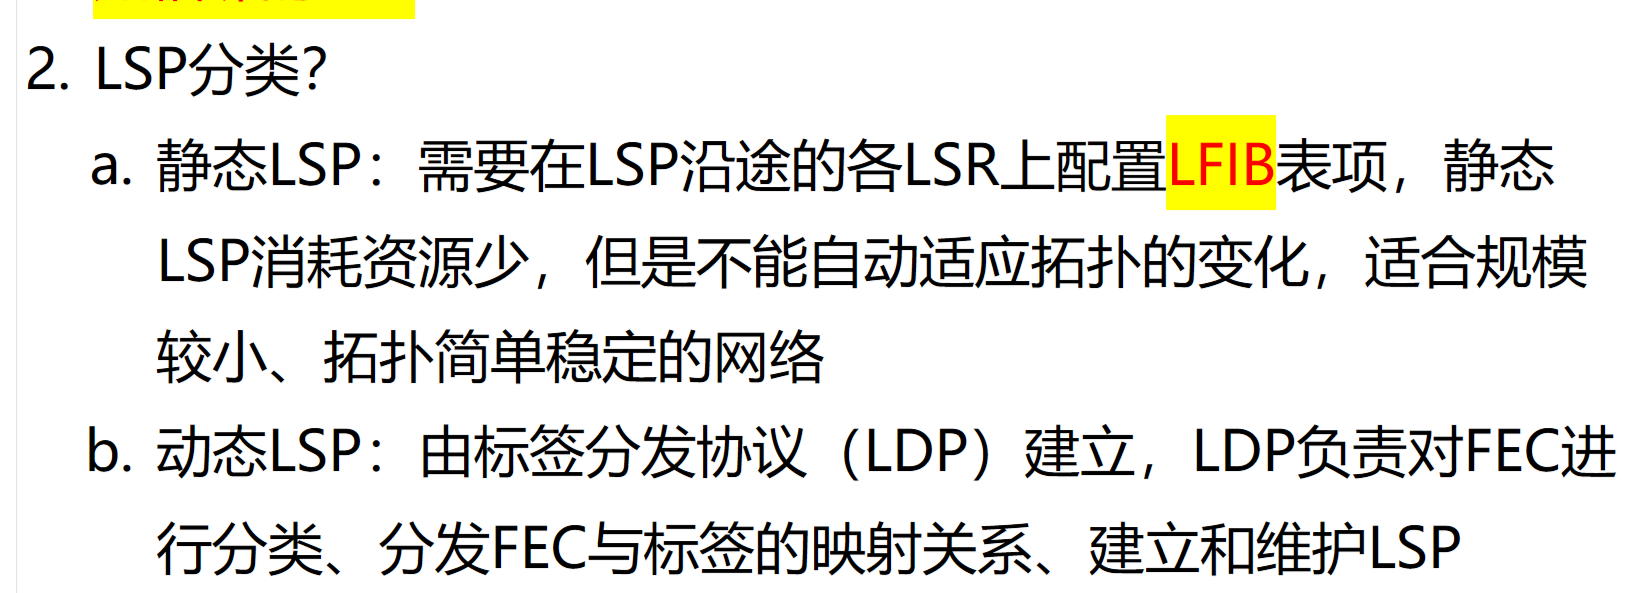 2. LSP分类？
a. 静态LSP：需要在LSP沿途的各LSR上配置LFIB表项，静态
LSP消耗资源少，但是不能自动适应拓扑的变化，适合规模
较小、拓扑简单稳定的网络
b. 动态LSP：由标签分发协议（LDP）建立，LDP负责对FEC进
行分类、分发FEC与标签的映射关系、建立和维护LSP